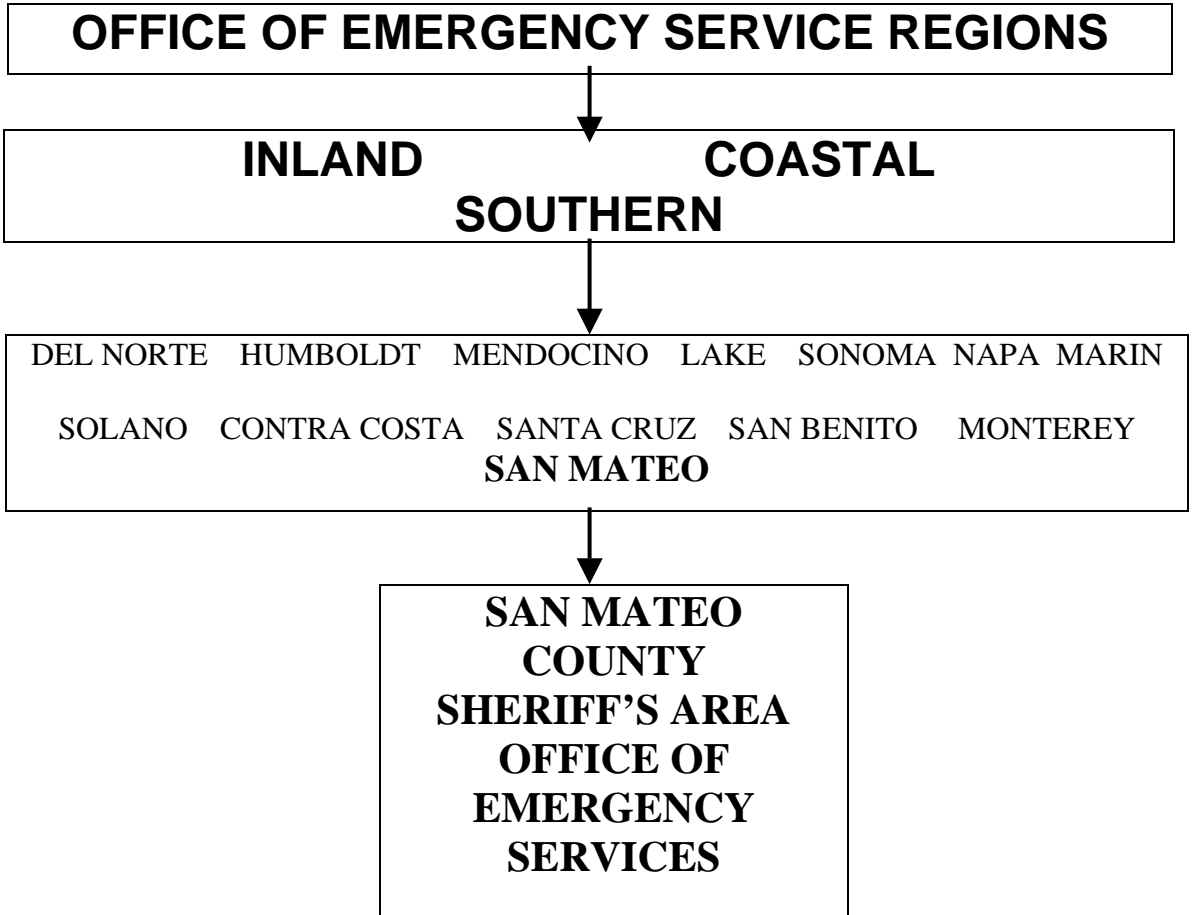 OFFICE OF EMERGENCY SERVICE REGIONS
INLAND COASTAL
SOUTHERN
DEL NORTE HUMBOLDT MENDOCINO LAKE SONOMA NAPA MARIN
SOLANO CONTRA COSTA SANTA CRUZ SAN BENITO MONTEREY
SAN MATEO
SAN MATEO
COUNTY
SHERIFF’S AREA
OFFICE OF
EMERGENCY
SERVICES